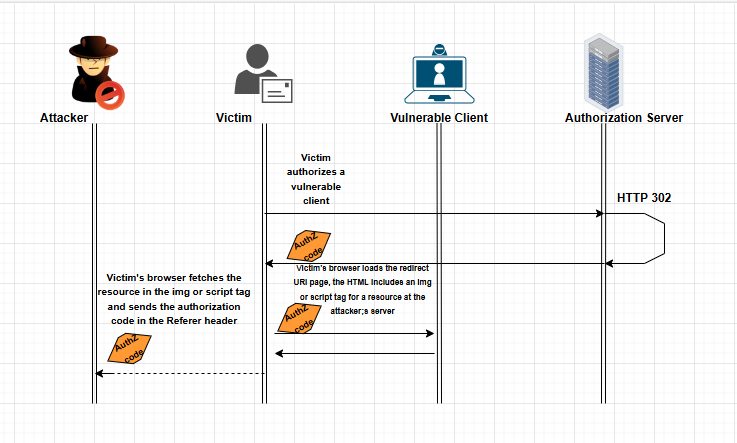 Attacker
Victim
Vulnerable Client
Authorization Server
Victim
authorizes a
vulnerable
client
HTTP 302
AuthZ
code
Victim's browser loads the redirect
URI page, the HTML includes an img
or script tag for a resource at the
attacker;s server
AuthZ
code
Victim's browser fetches the
resource in the img or script tag
and sends the authorization
code in the Referer header
AuthZ
code